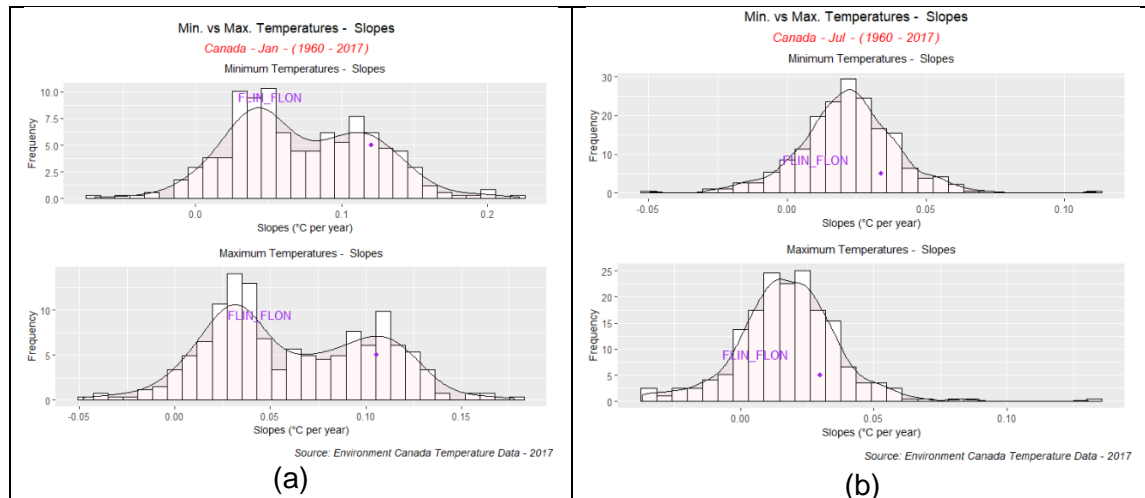 Min. vs Max. Temperatures - Slopes
Canada - Jan - (1960 - 2017)
Minimum Temperatures - Slopes
Frequency
10.0
7.5
5.0
2.5
0.0
FLIN_FLON
0.0 0.1 0.2
Slopes (°C per year)
Maximum Temperatures - Slopes
Frequency
10
5
0
FLIN_FLON
-0.05 0.00 0.05 0.10 0.15
Slopes (°C per year)
Source: Environment Canada Temperature Data - 2017
(a)
Min. vs Max. Temperatures - Slopes
Canada - Jul - (1960 - 2017)
Minimum Temperatures - Slopes
Frequency
30
20
10
0
FLIN_FLON
-0.05 0.00 0.05 0.10
Slopes (°C per year)
Maximum Temperatures - Slopes
Frequency
25
20
15
10
5
0
FLIN_FLON
0.00 0.05 0.10
Slopes (°C per year)
Source: Environment Canada Temperature Data - 2017
(b)